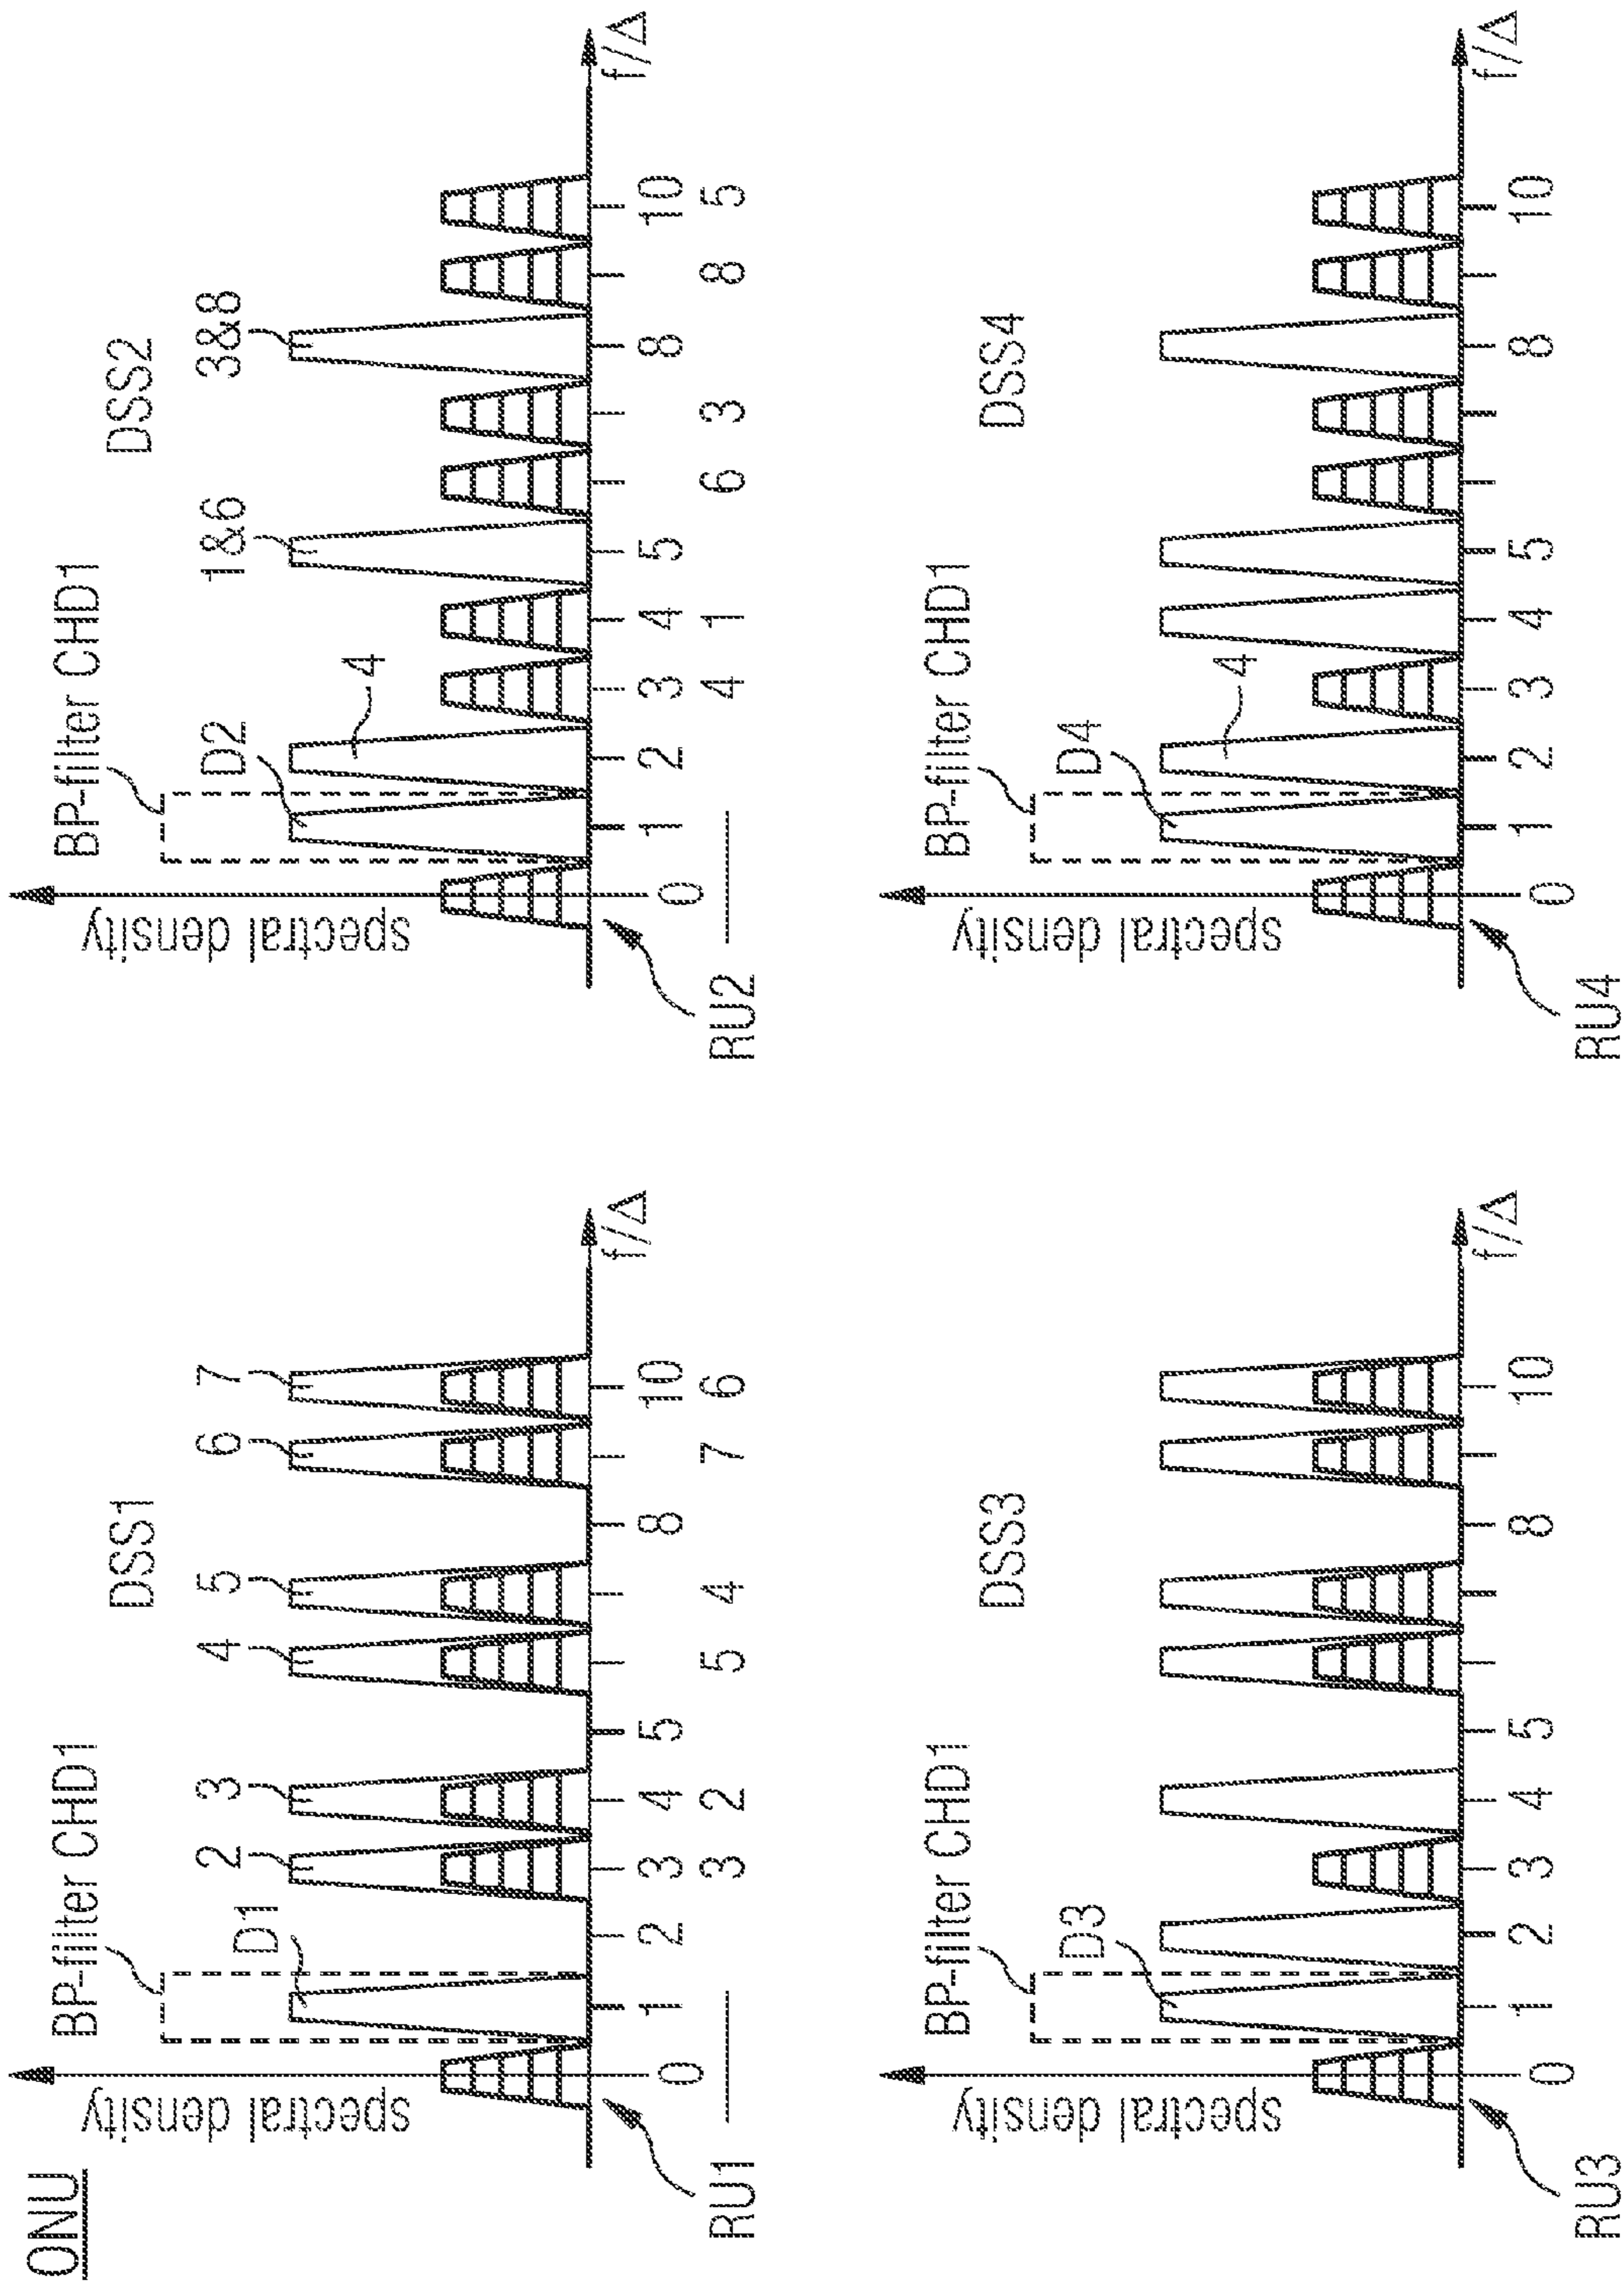 ONU
spectral density
BP-filter CHD1
DSS1
D1
2
3
4
5
6
7
0
1
2
3
4
5
8
10
f/Δ
3
2
5
4
7
6
RU1
spectral density
BP-filter CHD1
DSS2
D2
4
1&6
3&8
0
1
2
3
4
5
8
10
f/Δ
4
1
6
3
8
5
RU2
spectral density
BP-filter CHD1
DSS3
D3
0
1
2
3
4
5
8
10
f/Δ
RU3
spectral density
BP-filter CHD1
DSS4
D4
4
0
1
2
3
4
5
8
10
f/Δ
RU4